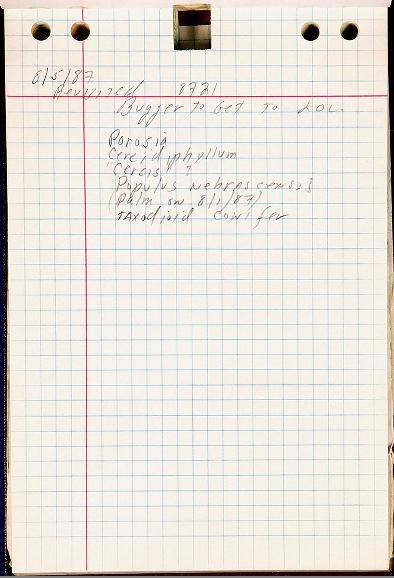 8/5/87
Revisited 8721
Bugger to get to LOC.
Porosia
Cercidiphyllum
"Cercis" ?
Populus nebrascensis
(Palm on 8/1/87)
Taxodioid conifer